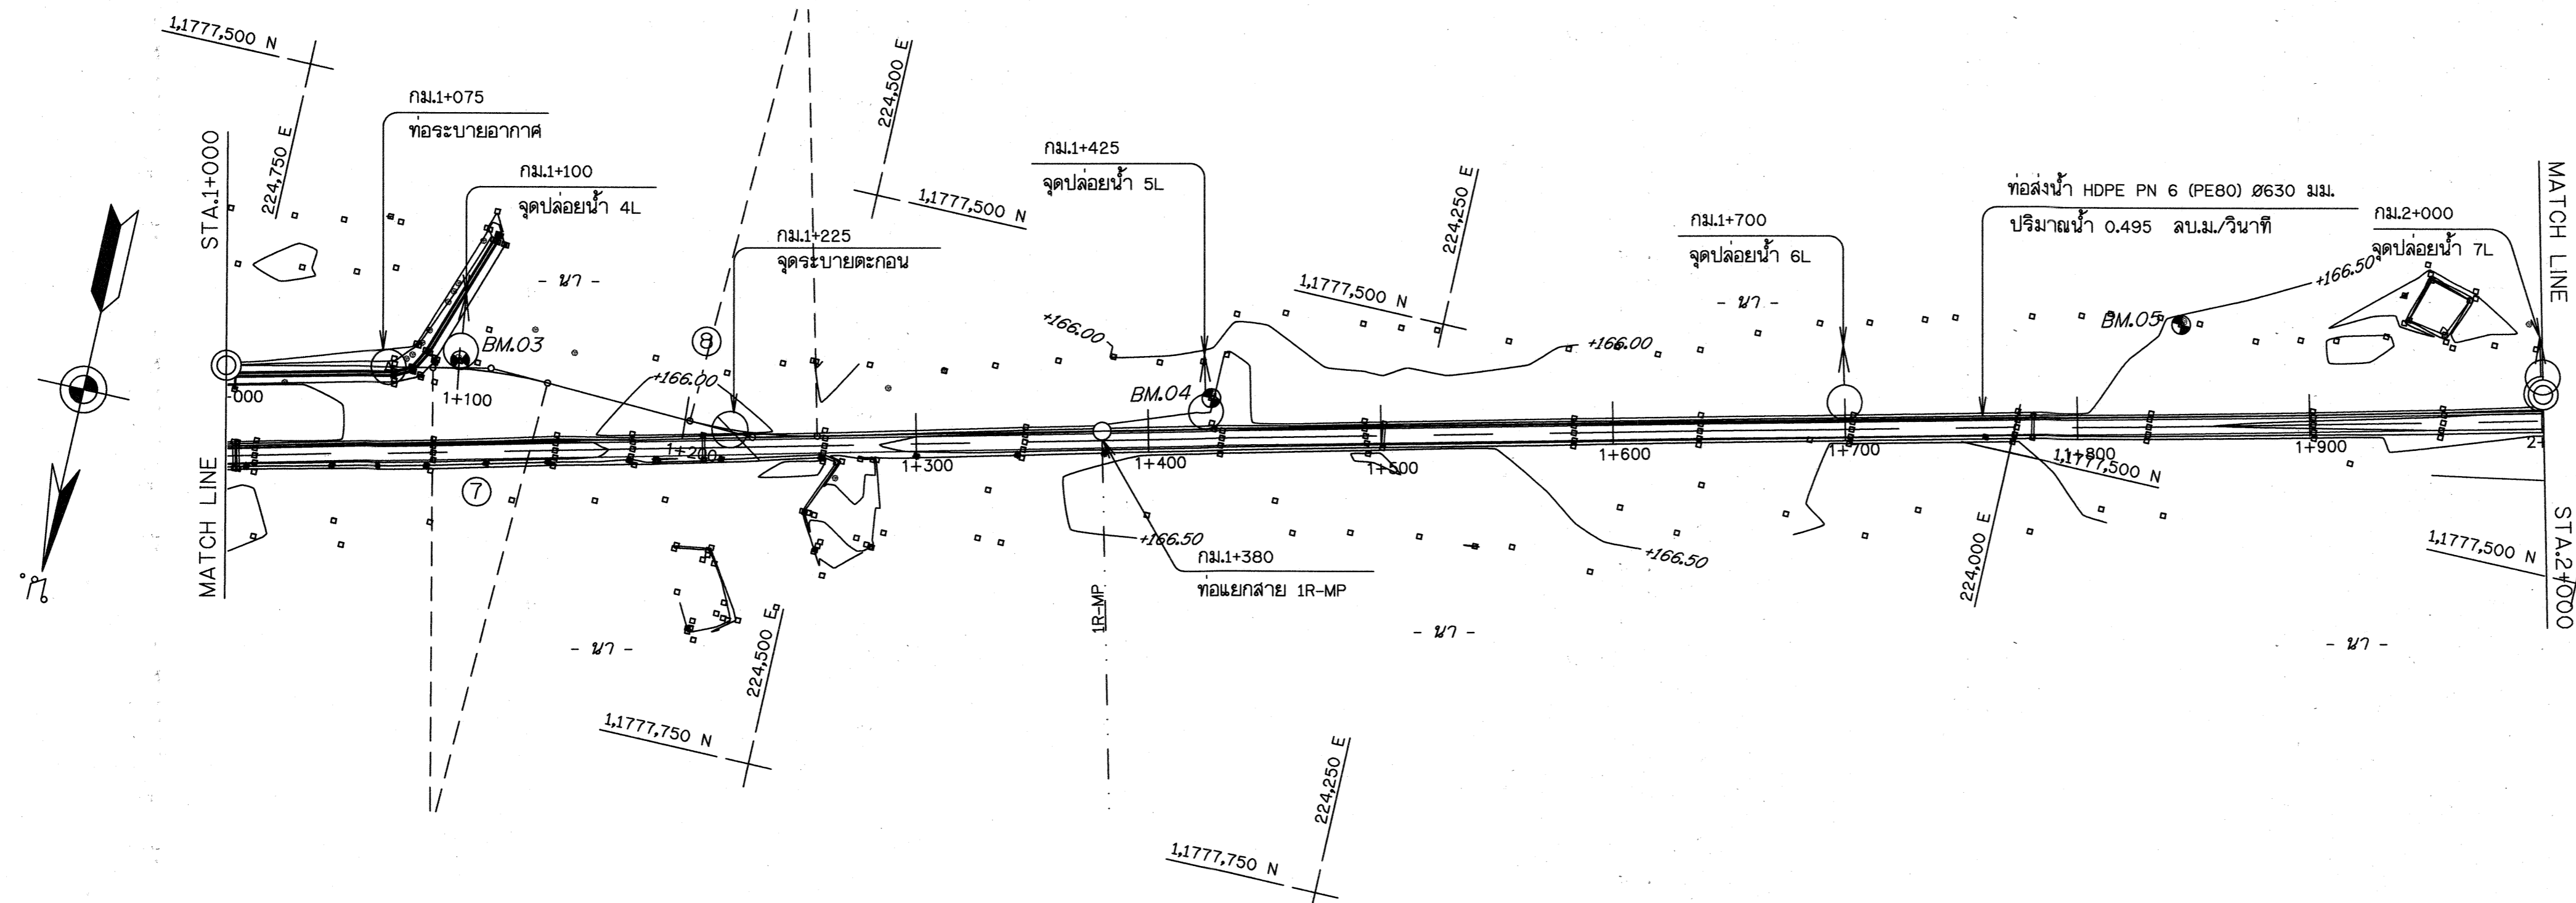 1,1777,500 N
224,750 E
STA.1+000
MATCH LINE
น.
กม.1+075
ท่อระบายอากาศ
กม.1+100
จุดปล่อยน้ำ 4L
กม.1+225
จุดระบายตะกอน
224,500 E
1,1777,500 N
กม.1+425
จุดปล่อยน้ำ 5L
224,250 E
1,1777,500 N
กม.1+700
จุดปล่อยน้ำ 6L
ท่อส่งน้ำ HDPE PN 6 (PE80) Ø630 มม.
ปริมาณน้ำ 0.495 ลบ.ม./วินาที
กม.2+000
จุดปล่อยน้ำ 7L
MATCH LINE
STA.2+000
- นา -
- นา -
BM.03
8
+166.00
+166.00
+166.00
BM.04
BM.05
+166.50
-000
1+100
1+200
1+300
1+400
1+500
1+600
1+700
1+800
1+900
2+
7
+166.50
+166.50
กม.1+380
ท่อแยกสาย 1R-MP
1R-MP
224,000 E
1,1777,500 N
1,1777,500 N
- นา -
- นา -
- นา -
224,500 E
1,1777,750 N
224,250 E
1,1777,750 N